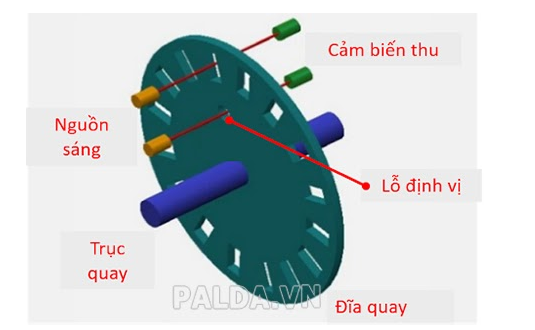 Cảm biến thu
Nguồn
sáng
Lỗ định vị
Trục
quay
PALDA.VN
Đĩa quay